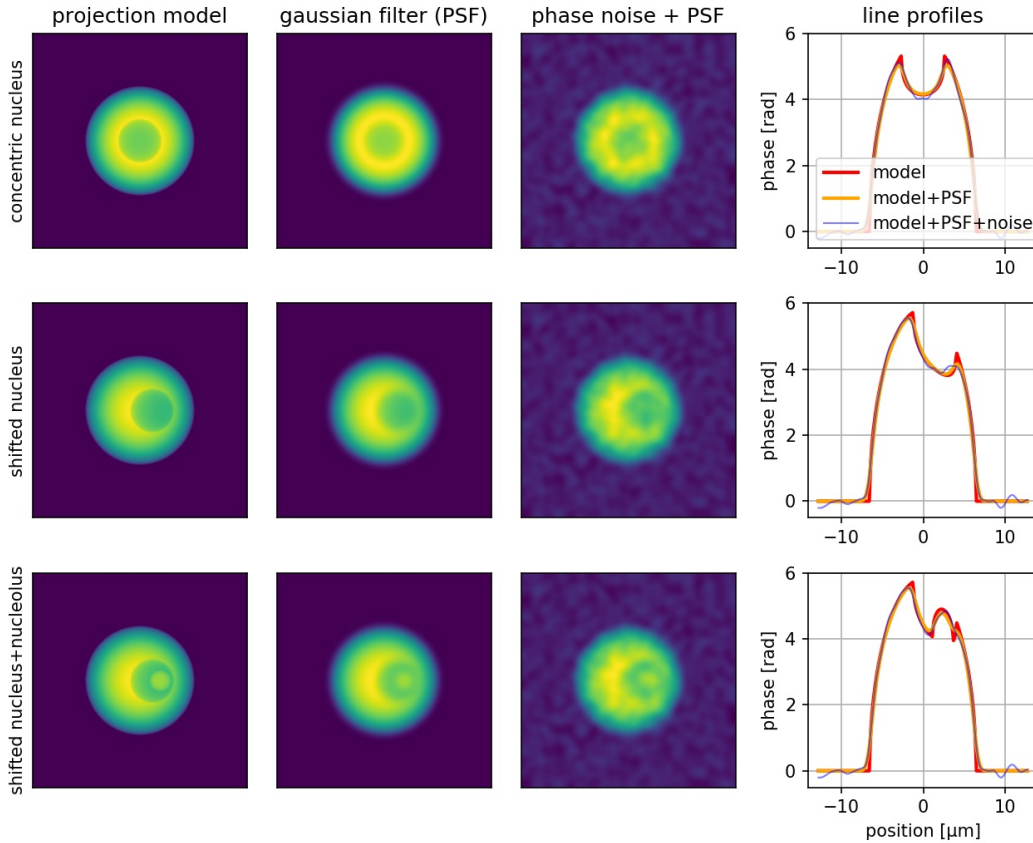 projection model
gaussian filter (PSF)
phase noise + PSF
line profiles
concentric nucleus
phase [rad]
6
4
2
0
model
model+PSF
model+PSF+noise
−10
0
10
shifted nucleus
phase [rad]
6
4
2
0
−10
0
10
shifted nucleus+nucleolus
phase [rad]
6
4
2
0
−10
0
10
position [µm]